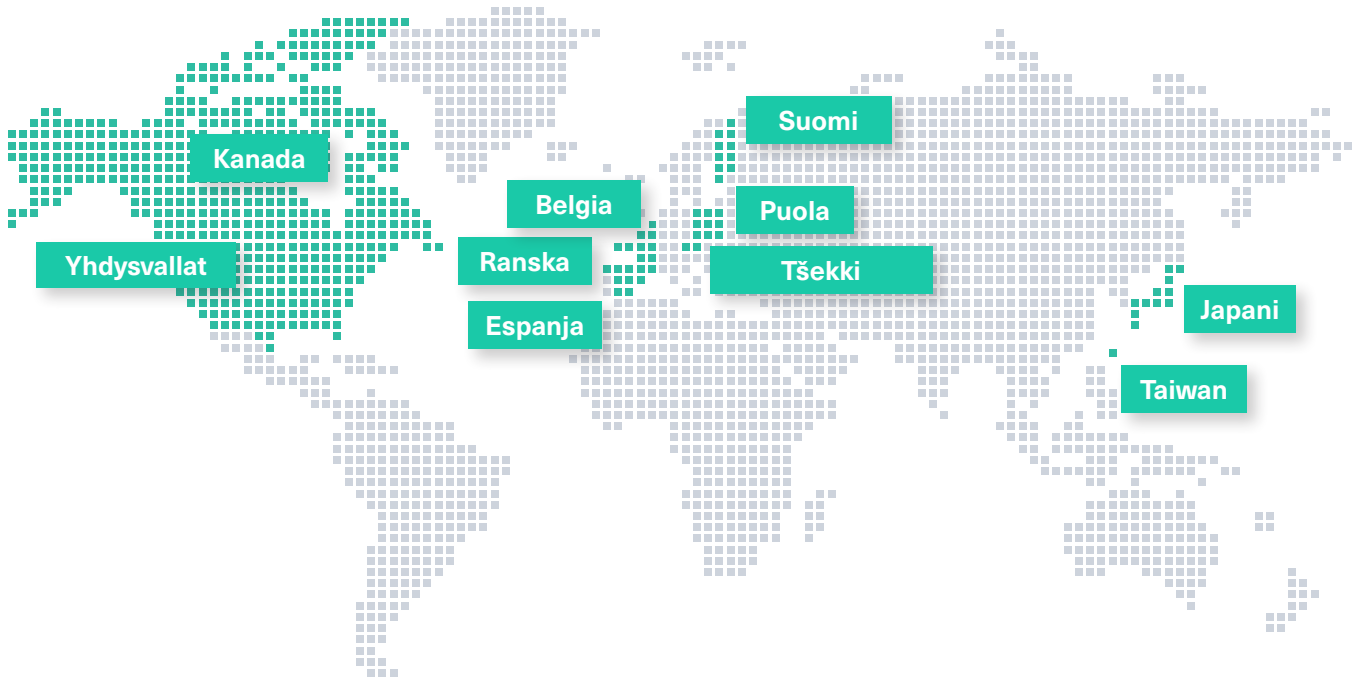 Suomi
Kanada
Belgia
Puola
Yhdysvallat
Ranska
Tšekki
Japani
Espanja
Taiwan